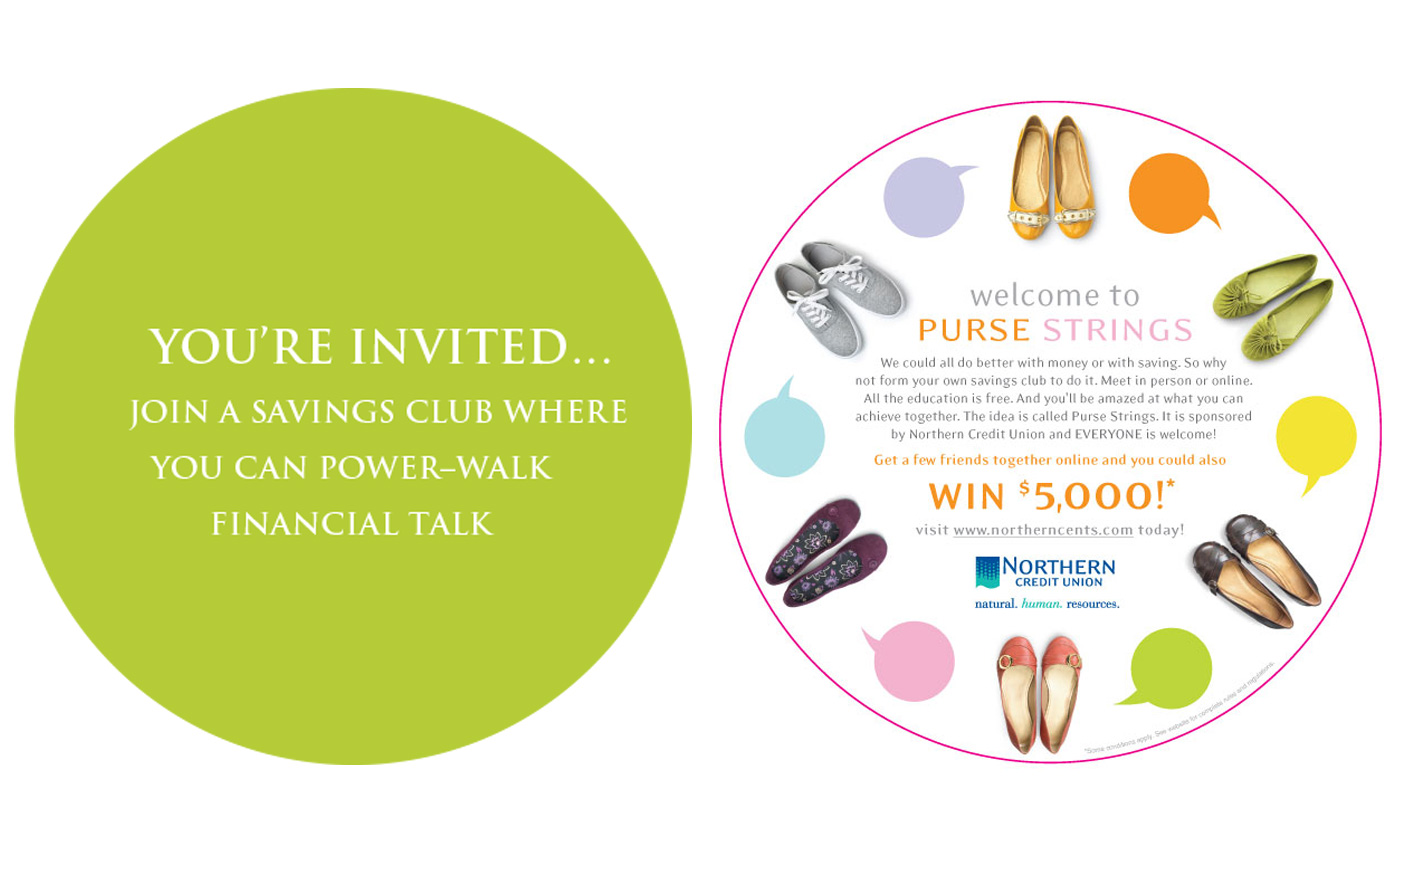 YOU'RE INVITED...
JOIN A SAVINGS CLUB WHERE
YOU CAN POWER–WALK
FINANCIAL TALK
welcome to
PURSE STRINGS
We could all do better with money or with saving. So why
not form your own savings club to do it. Meet in person or online.
All the education is free. And you'll be amazed at what you can
achieve together. The idea is called Purse Strings. It is sponsored
by Northern Credit Union and EVERYONE is welcome!
Get a few friends together online and you could also
WIN $5,000!*
visit www.northerncents.com today!
NORTHERN
CREDIT UNION
natural. human. resources.
*Some conditions apply. See website for complete rules and regulations.